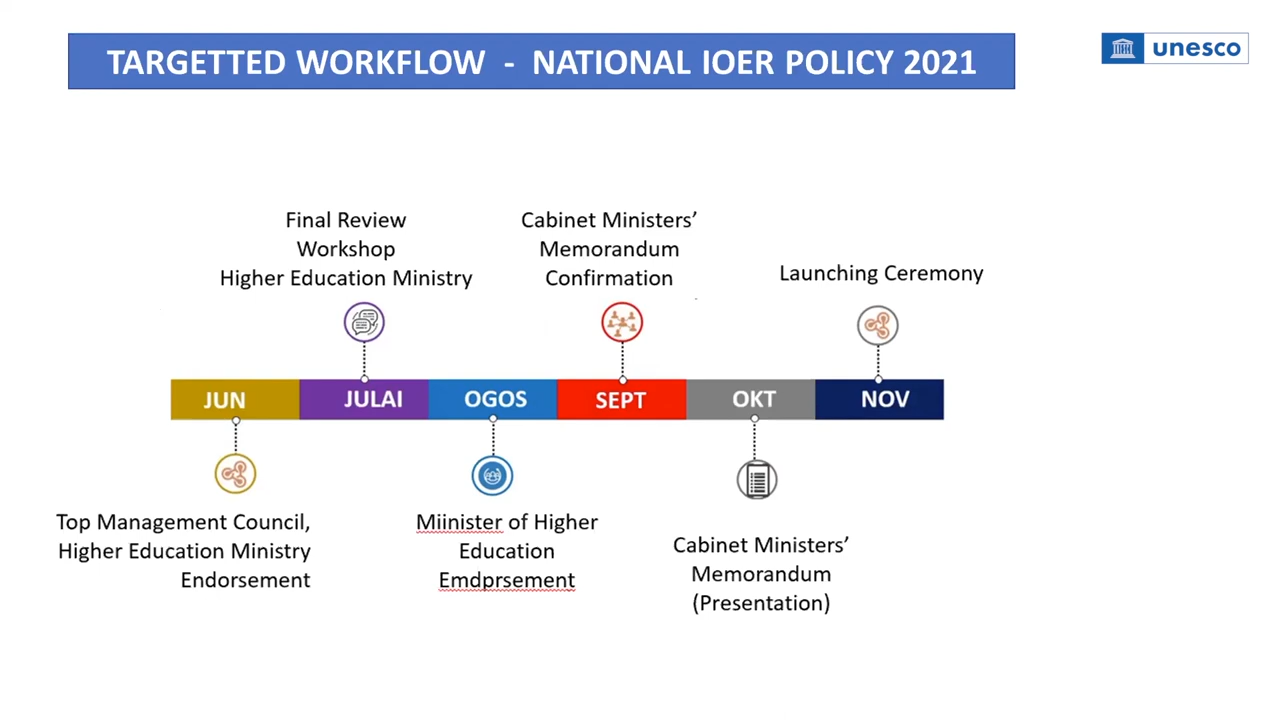 TARGETTED WORKFLOW - NATIONAL IOER POLICY 2021
unesco
Final Review
Workshop
Higher Education Ministry
Cabinet Ministers’
Memorandum
Confirmation
Launching Ceremony
JUN
JULAI
OGOS
SEPT
OKT
NOV
Top Management Council,
Higher Education Ministry
Endorsement
Miinister of Higher
Education
Emdprsement
Cabinet Ministers’
Memorandum
(Presentation)